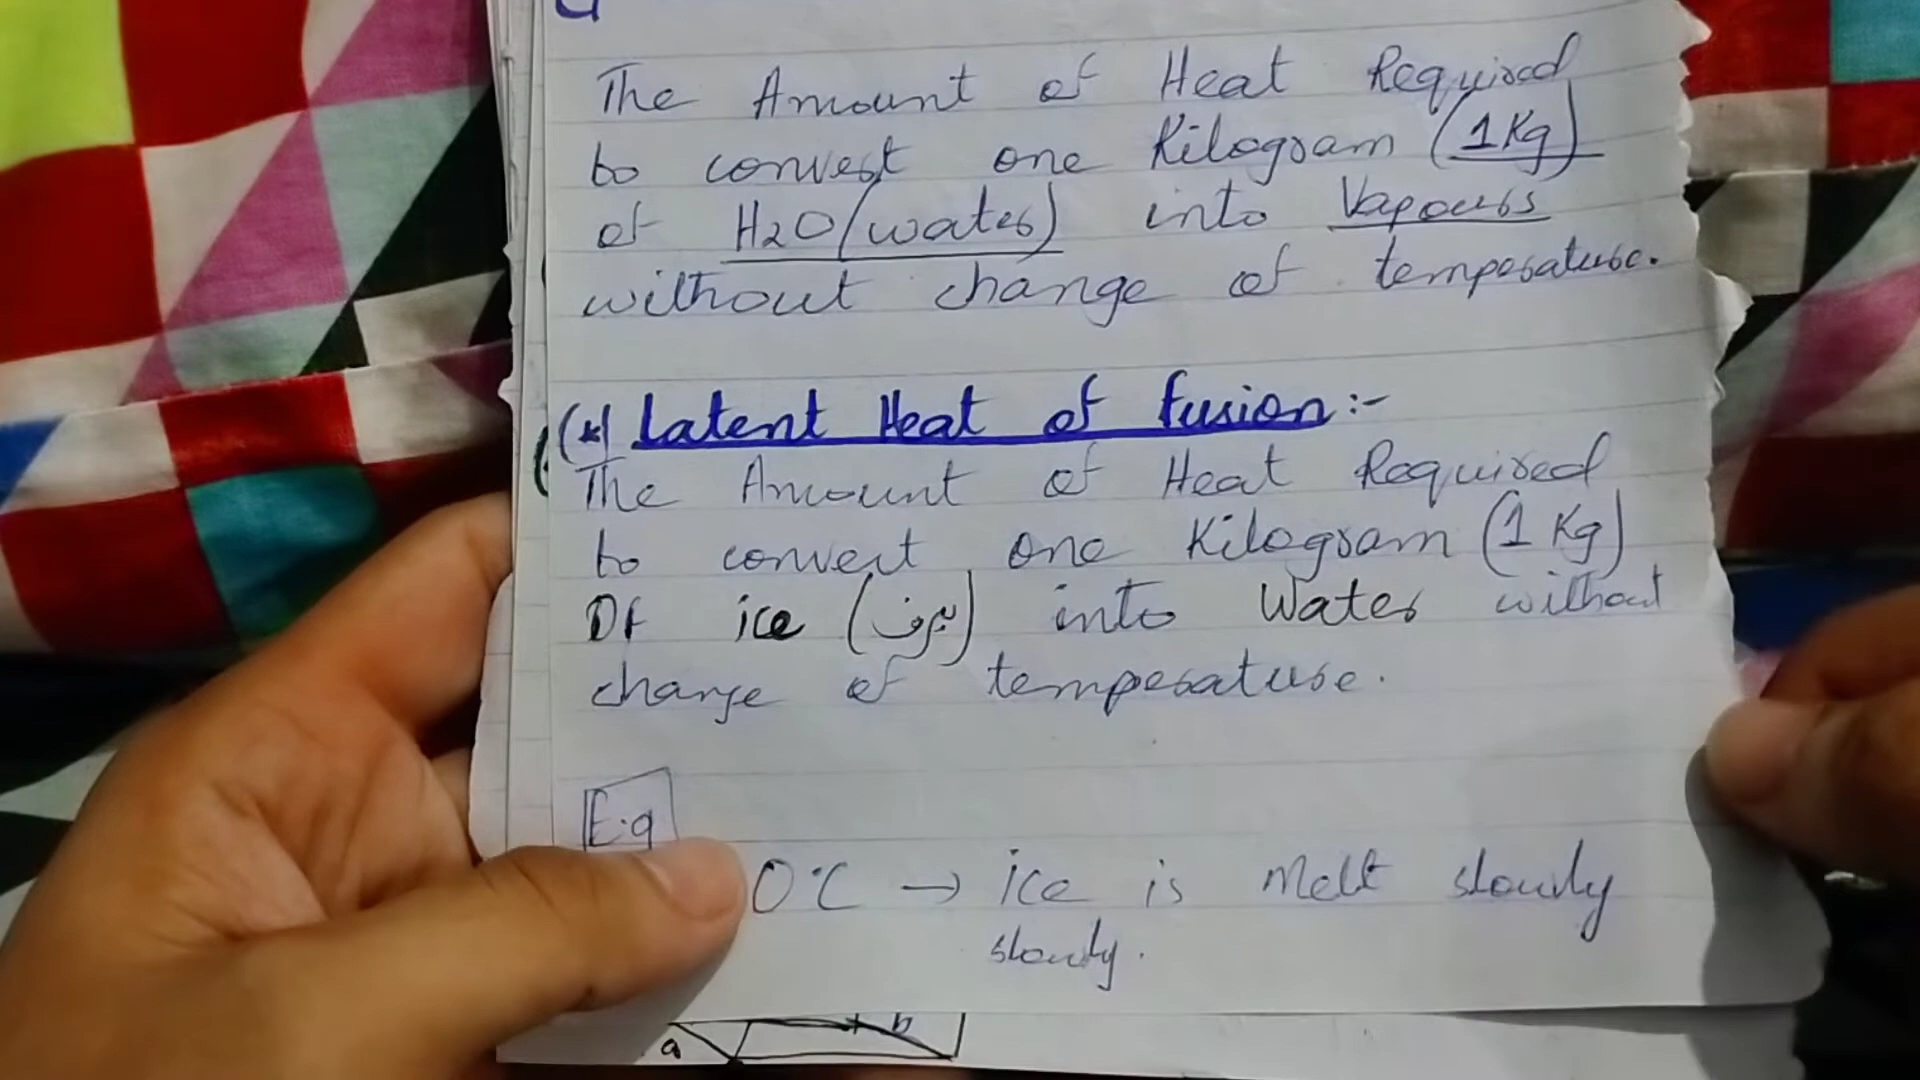 The Amount of Heat Required
to convert one Kilogram (1Kg)
of H2O (water) into Vapours
without change of temperature.
(*) Latent Heat of fusion:-
The Amount of Heat Required
to convert one Kilogram (1 Kg)
Of ice (برف) into Water without
change of temperature.
E.g
0°C → ice is Melt slowly
slowly.
a b